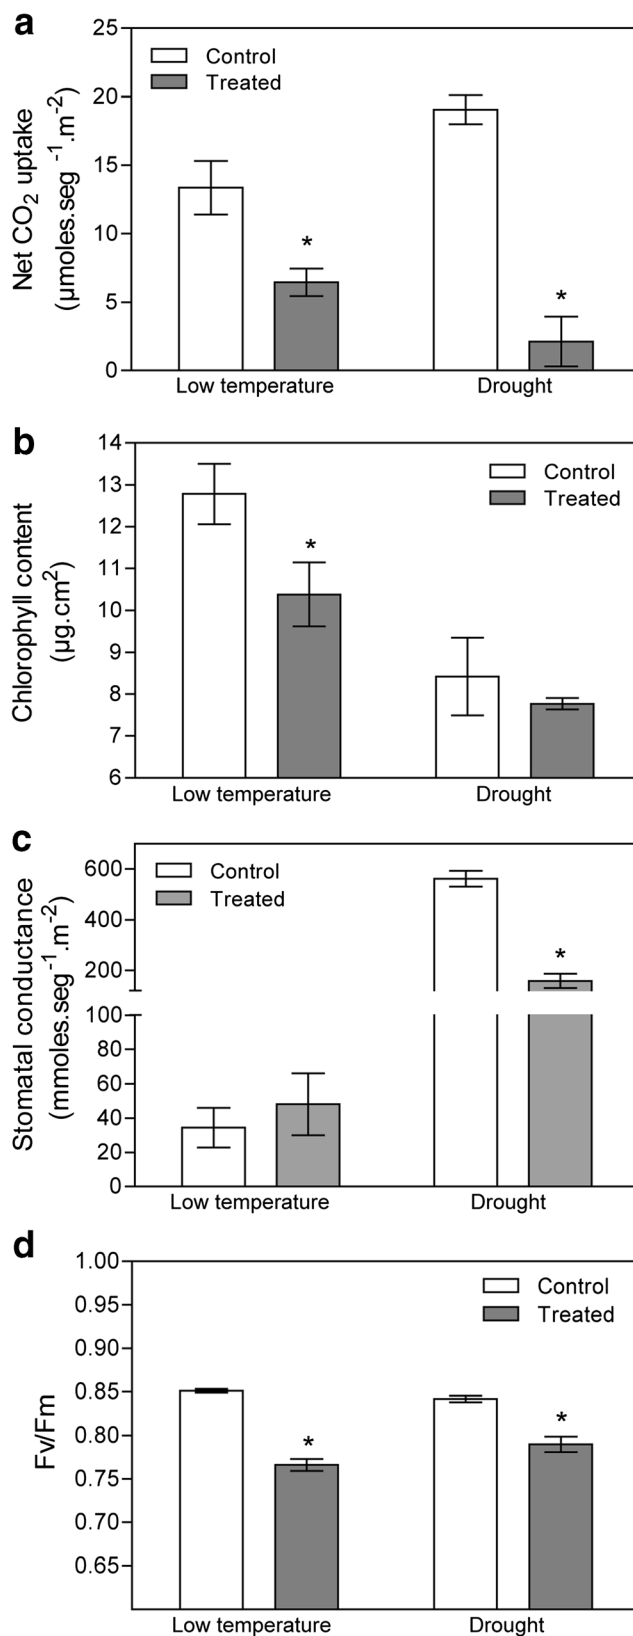 a
Net CO₂ uptake
(µmoles.seg⁻¹.m⁻²)
25
20
15
10
5
0
Control
Treated
*
*
Low temperature
Drought
b
Chlorophyll content
(µg.cm²)
14
13
12
11
10
9
8
7
6
Control
Treated
*
Low temperature
Drought
c
Stomatal conductance
(mmoles.seg⁻¹.m⁻²)
600
400
200
100
80
60
40
20
0
Control
Treated
*
Low temperature
Drought
d
Fv/Fm
1.00
0.95
0.90
0.85
0.80
0.75
0.70
0.65
Control
Treated
*
*
Low temperature
Drought